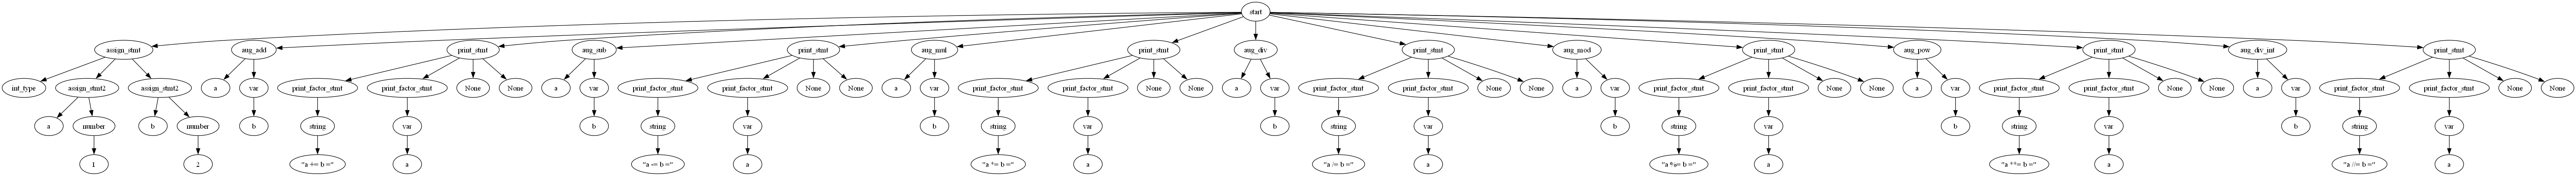 start
assign_stmt aug_add print_stmt aug_sub print_stmt aug_mul print_stmt aug_div print_stmt aug_mod print_stmt aug_pow print_stmt aug_div_int print_stmt
int_type assign_stmt2 assign_stmt2 a var print_factor_stmt print_factor_stmt None None a var print_factor_stmt print_factor_stmt None None a var print_factor_stmt print_factor_stmt None None a var print_factor_stmt print_factor_stmt None None a var print_factor_stmt print_factor_stmt None None a var print_factor_stmt print_factor_stmt None None a var print_factor_stmt print_factor_stmt None None
a number b number b string var b string var b string var b string var b string var b string var b string var
1 2 "a += b =" a "a -= b =" a "a *= b =" a "a /= b =" a "a %= b =" a "a **= b =" a "a //= b =" a